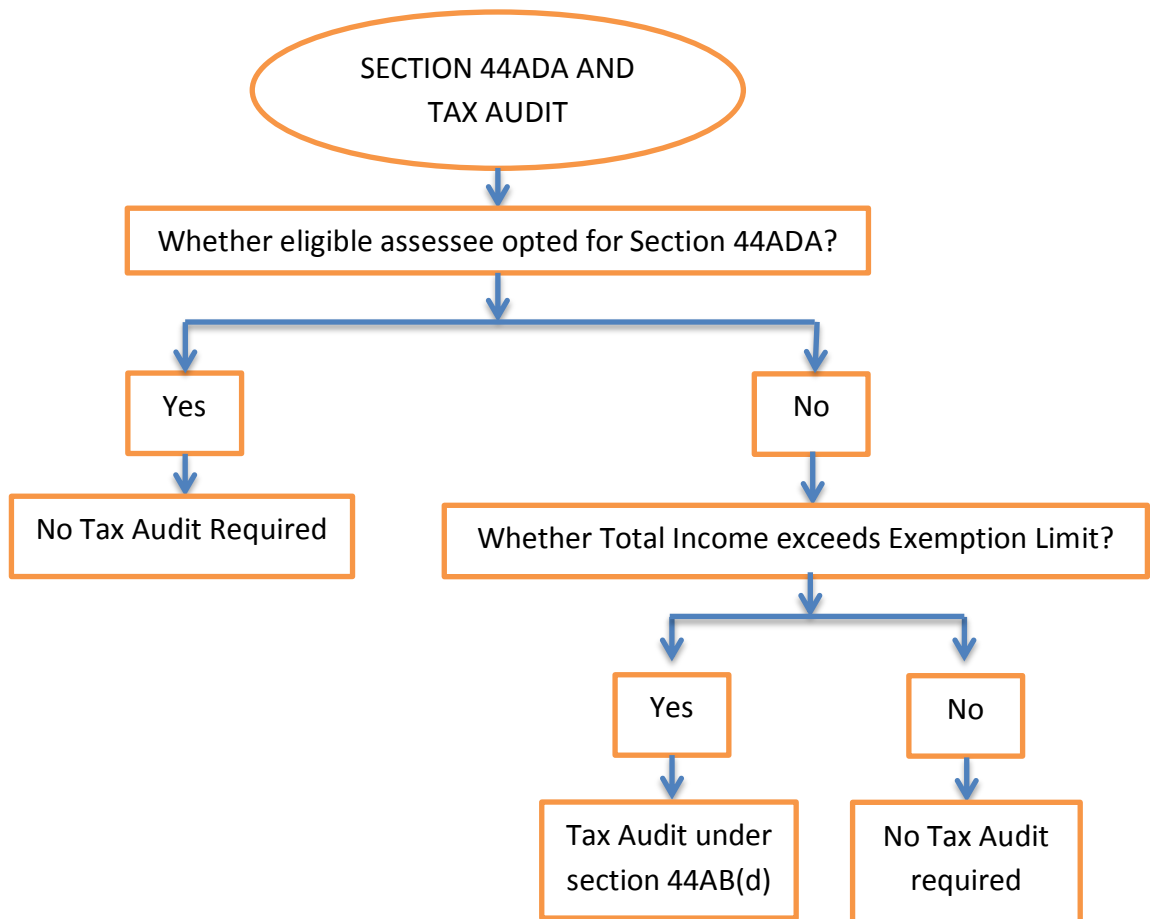 SECTION 44ADA AND
TAX AUDIT
Whether eligible assessee opted for Section 44ADA?
Yes
No
No Tax Audit Required
Whether Total Income exceeds Exemption Limit?
Yes
No
Tax Audit under
section 44AB(d)
No Tax Audit
required